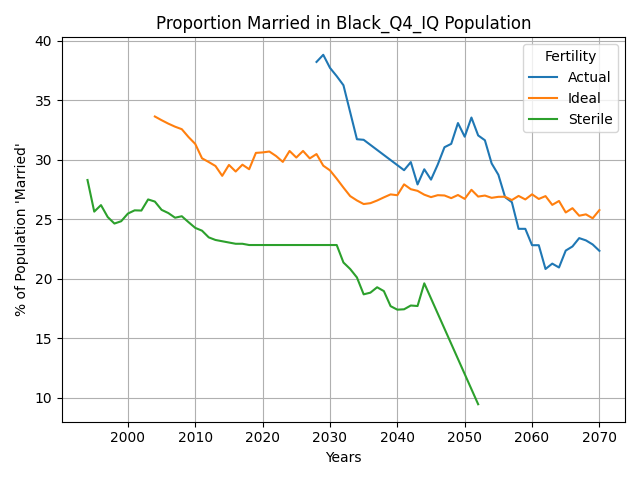 Proportion Married in Black_Q4_IQ Population
% of Population 'Married'
40
35
30
25
20
15
10
Fertility
Actual
Ideal
Sterile
2000 2010 2020 2030 2040 2050 2060 2070
Years